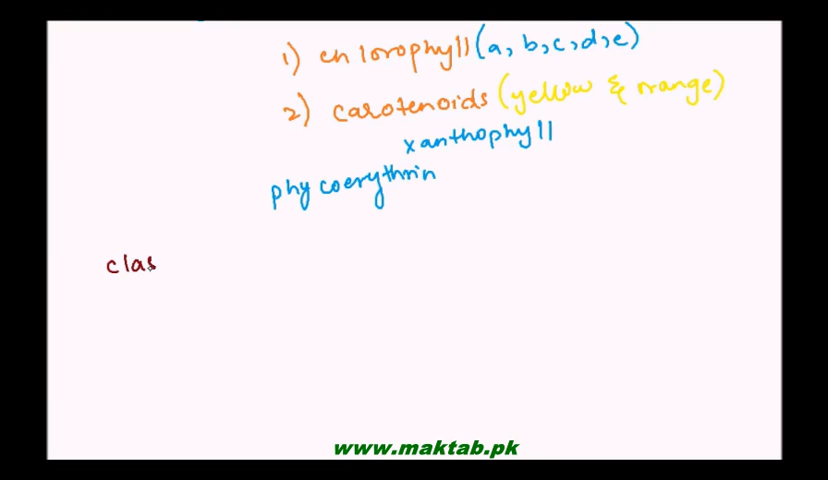 1) chlorophyll (a, b, c, d, e)
2) carotenoids (yellow & orange)
xanthophyll
phycoerythrin
clas
www.maktab.pk